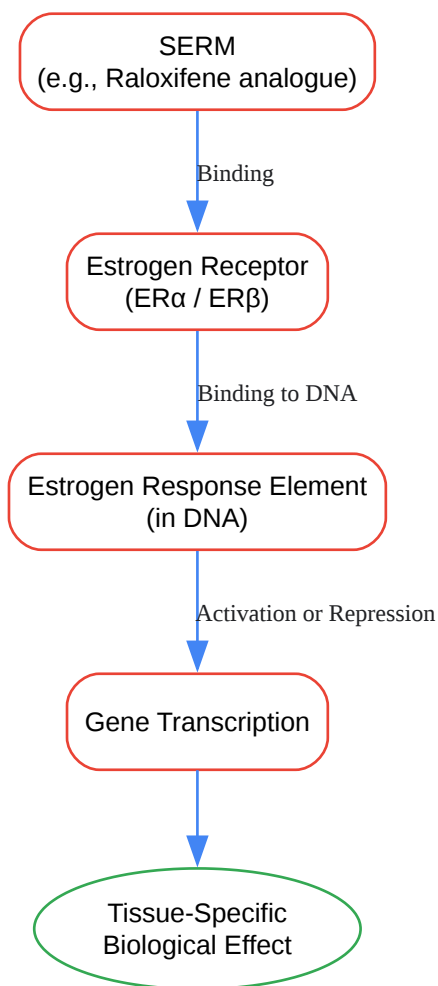 SERM
(e.g., Raloxifene analogue)
Binding
Estrogen Receptor
(ERα / ERβ)
Binding to DNA
Estrogen Response Element
(in DNA)
Activation or Repression
Gene Transcription
Tissue-Specific
Biological Effect